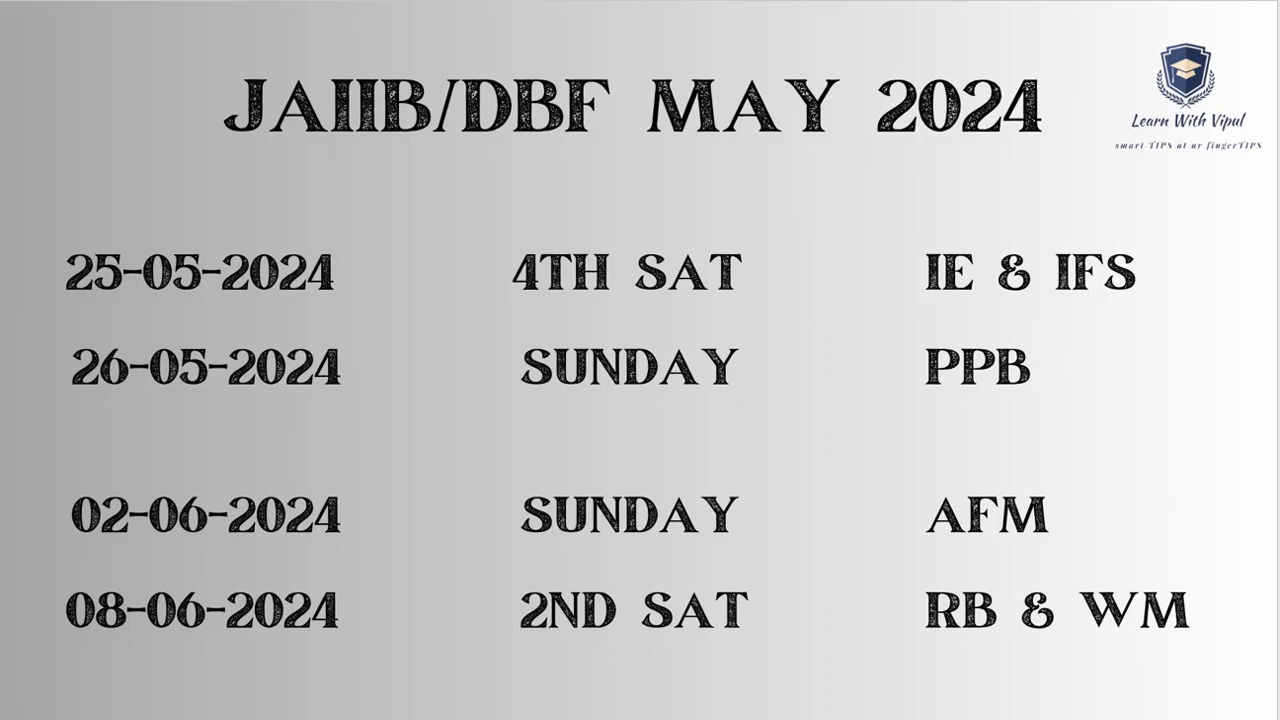 JAIIB/DBF MAY 2024
Learn With Vipul
smart TIPS at ur fingerTIPS
25-05-2024 4TH SAT IE & IFS
26-05-2024 SUNDAY PPB
02-06-2024 SUNDAY AFM
08-06-2024 2ND SAT RB & WM